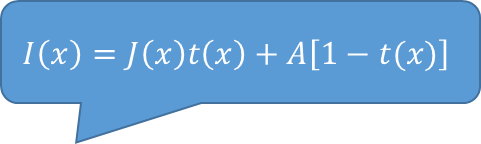 I(x) = J(x)t(x) + A[1 − t(x)]